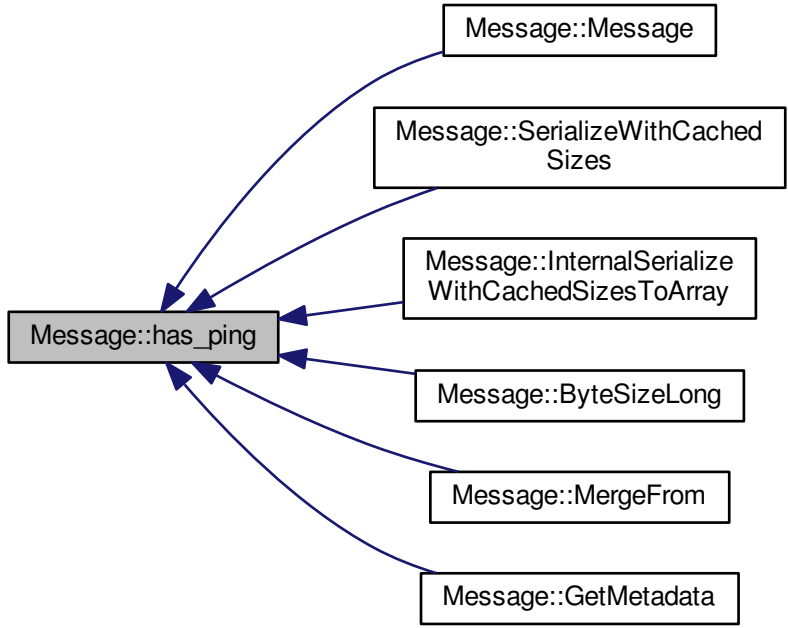 Message::Message
Message::SerializeWithCached
Sizes
Message::InternalSerialize
WithCachedSizesToArray
Message::has_ping
Message::ByteSizeLong
Message::MergeFrom
Message::GetMetadata